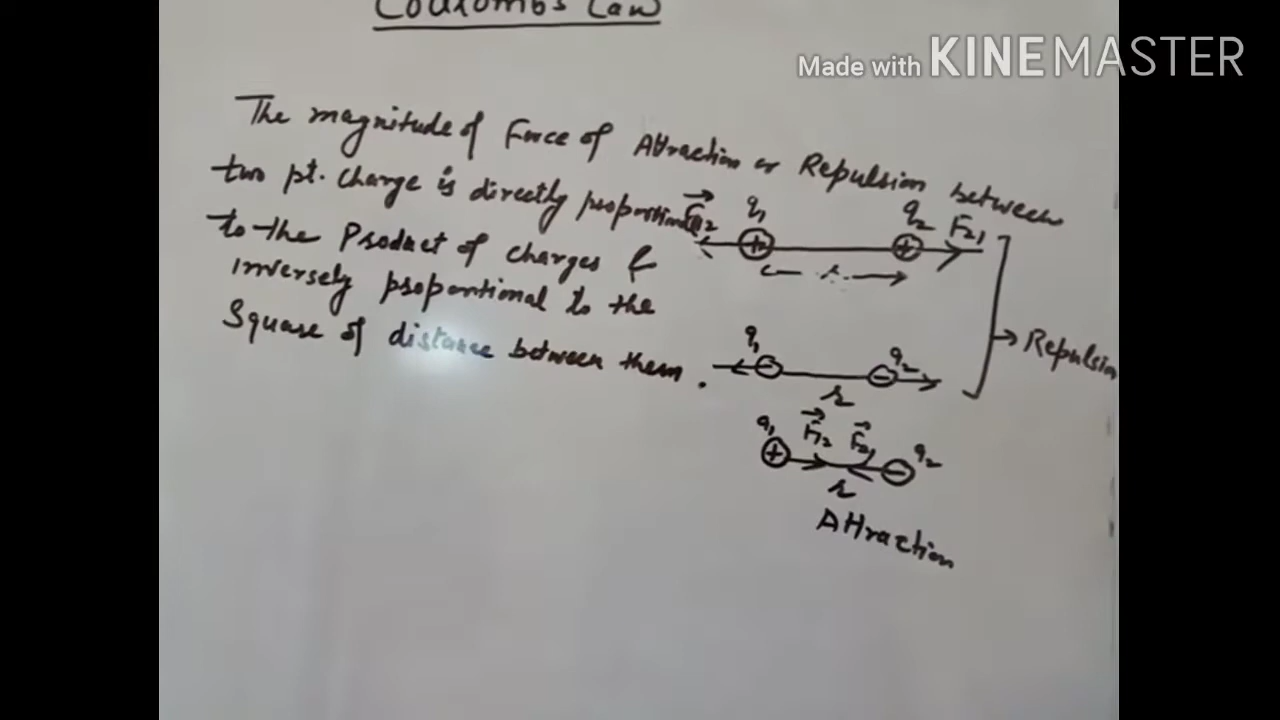 Coulomb's Law
Made with KINEMASTER
The magnitude of Force of Attraction or Repulsion between
two pt. charge is directly proportional
to the Product of charges &
inversely proportional to the
Square of distance between them.
F12 q1 q2 F21
+ +
r
Repulsion
q1 q2
- -
r
q1 F12 F21 q2
+ -
r
Attraction